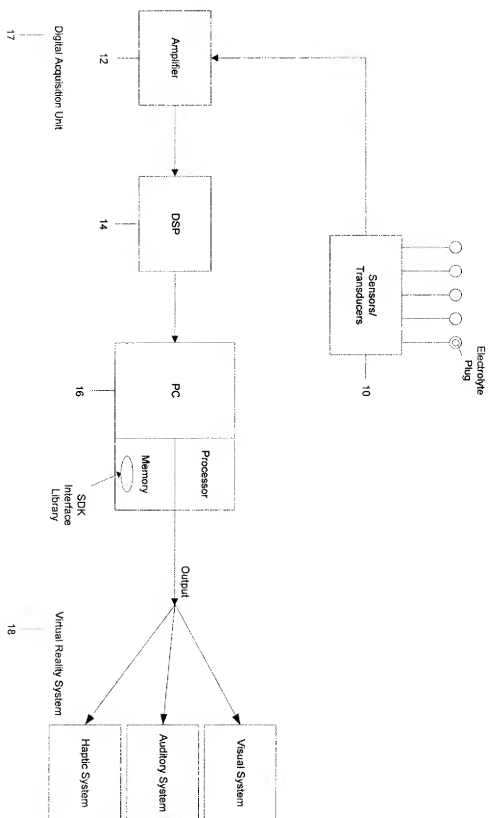 Electrolyte
Plug
Sensors/
Transducers
10
Amplifier
12
DSP
14
PC
16
Processor
Memory
SDK
Interface
Library
Output
Digital Acquisition Unit
17
Virtual Reality System
18
Visual System
Auditory System
Haptic System